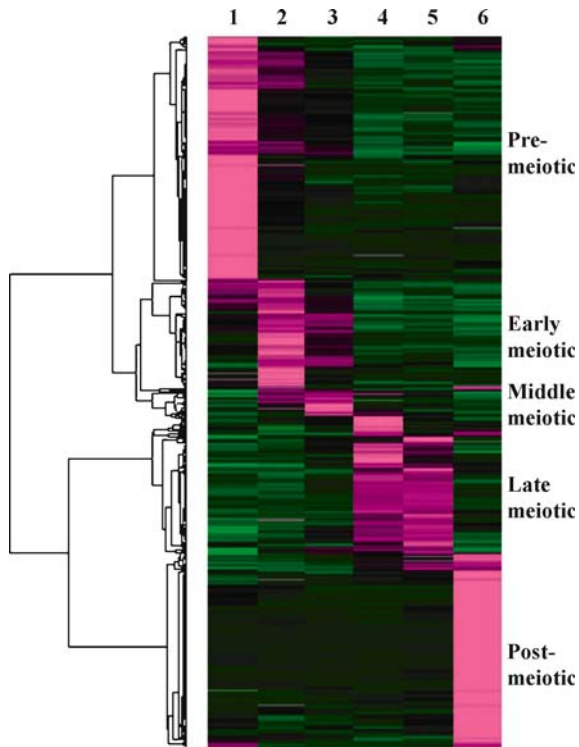 1 2 3 4 5 6
Pre-
meiotic
Early
meiotic
Middle
meiotic
Late
meiotic
Post-
meiotic